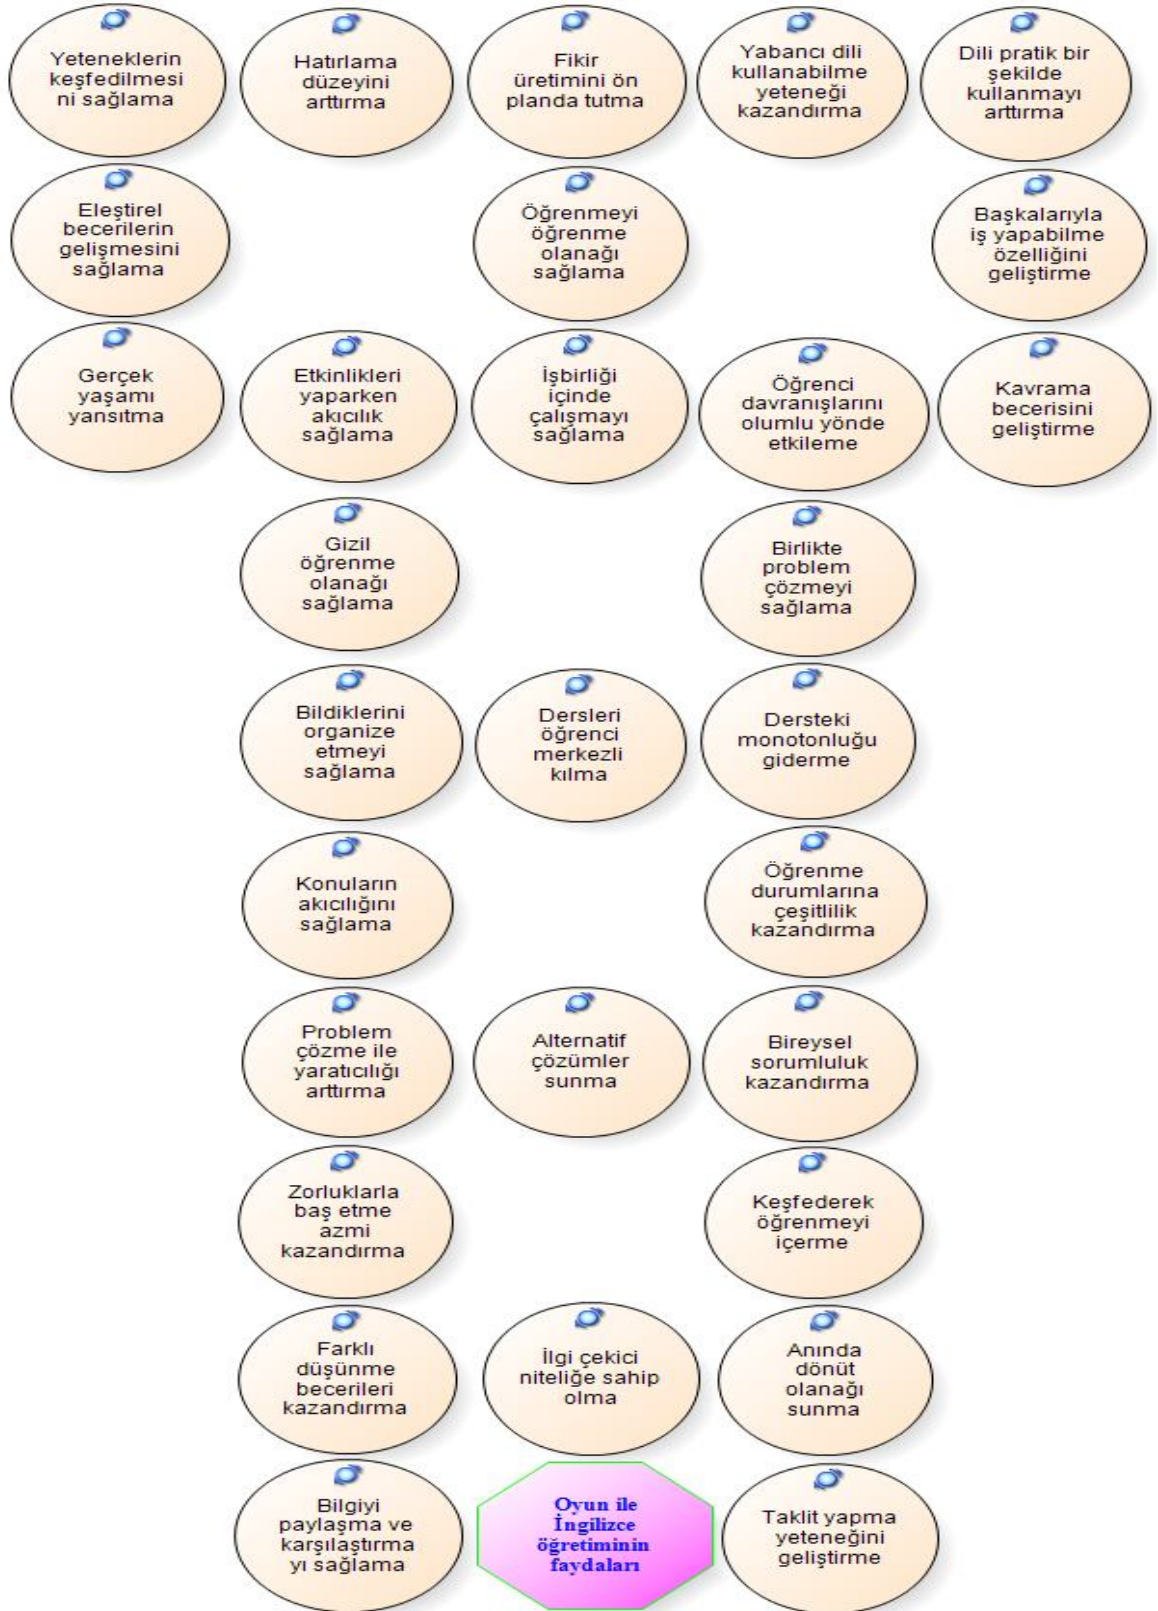 Yeteneklerin
keşfedilmesi
ni sağlama
Hatırlama
düzeyini
arttırma
Fikir
üretimini ön
planda tutma
Yabancı dili
kullanabilme
yeteneği
kazandırma
Dili pratik bir
şekilde
kullanmayı
arttırma
Eleştirel
becerilerin
gelişmesini
sağlama
Öğrenmeyi
öğrenme
olanağı
sağlama
Başkalarıyla
iş yapabilme
özelliğini
geliştirme
Gerçek
yaşamı
yansıtma
Etkinlikleri
yaparken
akıcılık
sağlama
İşbirliği
içinde
çalışmayı
sağlama
Öğrenci
davranışlarını
olumlu yönde
etkileme
Kavrama
becerisini
geliştirme
Gizil
öğrenme
olanağı
sağlama
Birlikte
problem
çözmeyi
sağlama
Bildiklerini
organize
etmeyi
sağlama
Dersleri
öğrenci
merkezli
kılma
Dersteki
monotonluğu
giderme
Konuların
akıcılığını
sağlama
Öğrenme
durumlarına
çeşitlilik
kazandırma
Problem
çözme ile
yaratıcılığı
arttırma
Alternatif
çözümler
sunma
Bireysel
sorumluluk
kazandırma
Zorluklarla
baş etme
azmi
kazandırma
Keşfederek
öğrenmeyi
içerme
Farklı
düşünme
becerileri
kazandırma
İlgi çekici
niteliğe sahip
olma
Anında
dönüt
olanağı
sunma
Bilgiyi
paylaşma ve
karşılaştırma
yı sağlama
Oyun ile
İngilizce
öğretiminin
faydaları
Taklit yapma
yeteneğini
geliştirme